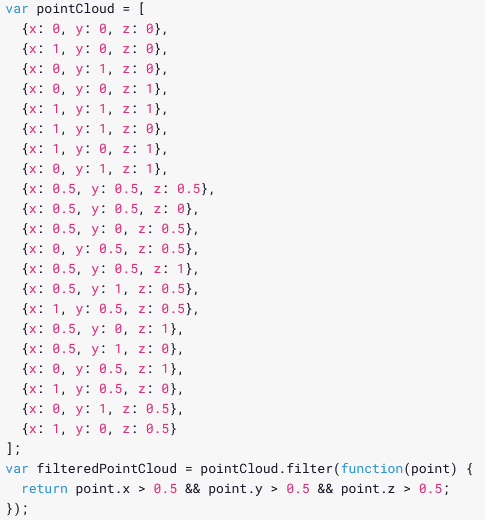 var pointCloud = [
  {x: 0, y: 0, z: 0},
  {x: 1, y: 0, z: 0},
  {x: 0, y: 1, z: 0},
  {x: 0, y: 0, z: 1},
  {x: 1, y: 1, z: 1},
  {x: 1, y: 1, z: 0},
  {x: 1, y: 0, z: 1},
  {x: 0, y: 1, z: 1},
  {x: 0.5, y: 0.5, z: 0.5},
  {x: 0.5, y: 0.5, z: 0},
  {x: 0.5, y: 0, z: 0.5},
  {x: 0, y: 0.5, z: 0.5},
  {x: 0.5, y: 0.5, z: 1},
  {x: 0.5, y: 1, z: 0.5},
  {x: 1, y: 0.5, z: 0.5},
  {x: 0.5, y: 0, z: 1},
  {x: 0.5, y: 1, z: 0},
  {x: 0, y: 0.5, z: 1},
  {x: 1, y: 0.5, z: 0},
  {x: 0, y: 1, z: 0.5},
  {x: 1, y: 0, z: 0.5}
];
var filteredPointCloud = pointCloud.filter(function(point) {
  return point.x > 0.5 && point.y > 0.5 && point.z > 0.5;
});